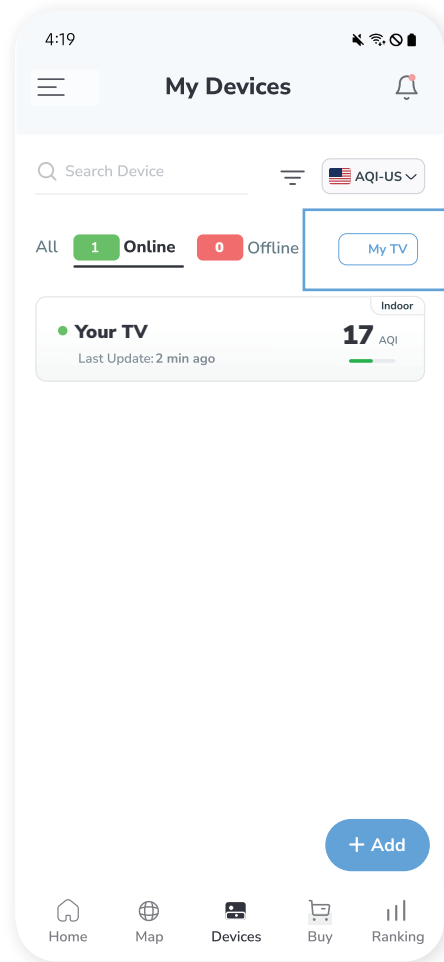 4:19
My Devices
Search Device
AQI-US
All 1 Online 0 Offline My TV
Indoor
Your TV 17 AQI
Last Update: 2 min ago
+ Add
Home Map Devices Buy Ranking